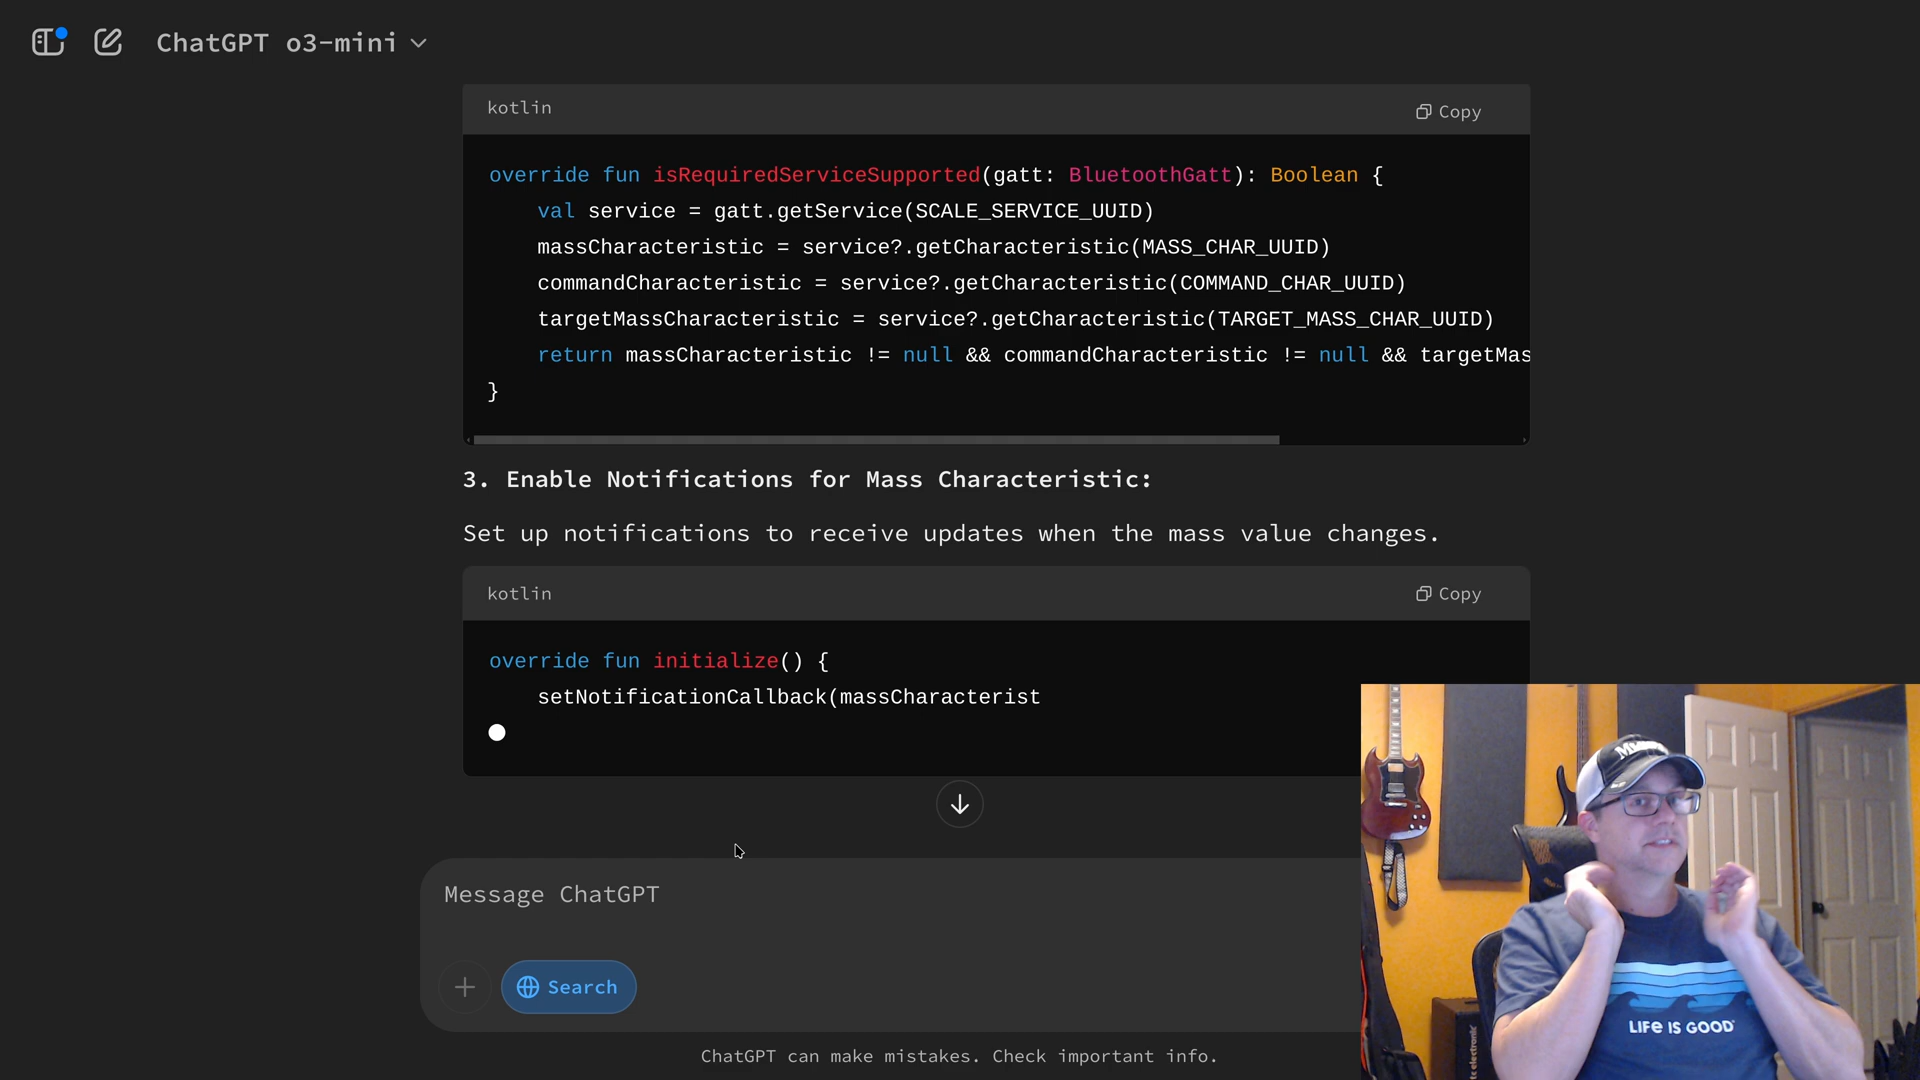 ChatGPT o3-mini
kotlin
Copy
override fun isRequiredServiceSupported(gatt: BluetoothGatt): Boolean {
val service = gatt.getService(SCALE_SERVICE_UUID)
massCharacteristic = service?.getCharacteristic(MASS_CHAR_UUID)
commandCharacteristic = service?.getCharacteristic(COMMAND_CHAR_UUID)
targetMassCharacteristic = service?.getCharacteristic(TARGET_MASS_CHAR_UUID)
return massCharacteristic != null && commandCharacteristic != null && targetMas
}
3. Enable Notifications for Mass Characteristic:
Set up notifications to receive updates when the mass value changes.
kotlin
Copy
override fun initialize() {
setNotificationCallback(massCharacterist
Message ChatGPT
Search
LIFE IS GOOD
ChatGPT can make mistakes. Check important info.